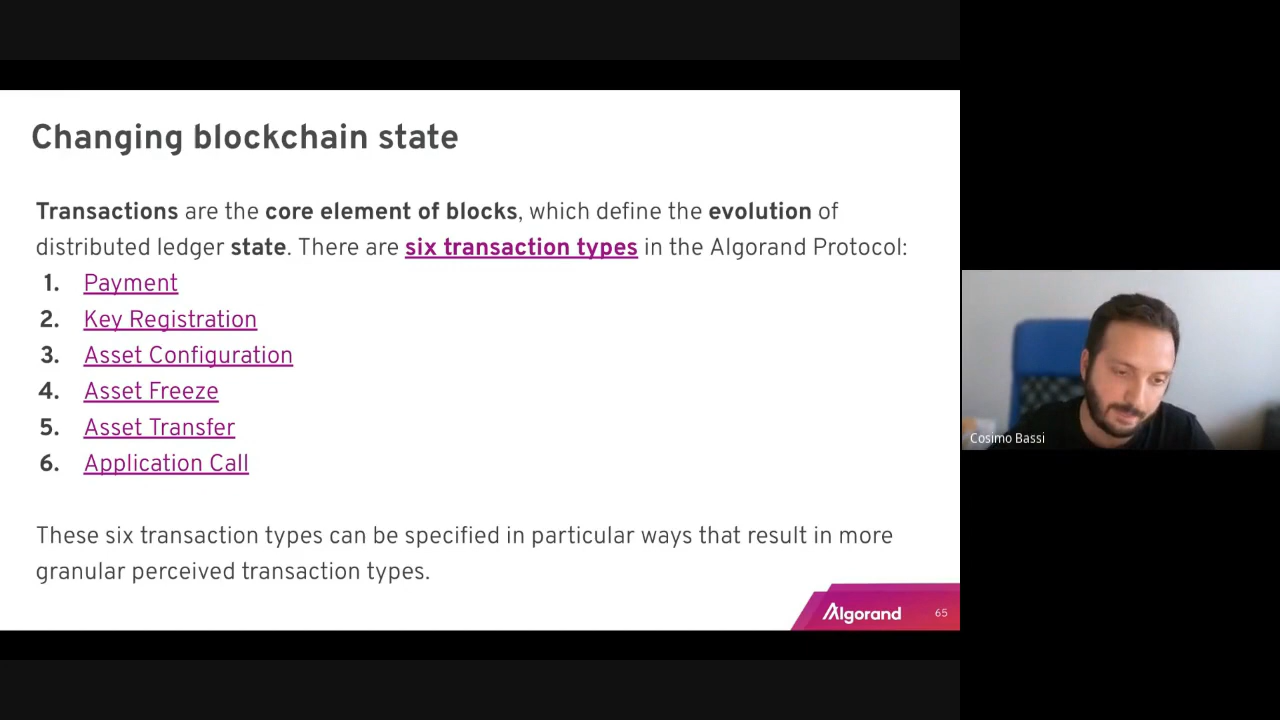 Changing blockchain state
Transactions are the core element of blocks, which define the evolution of
distributed ledger state. There are six transaction types in the Algorand Protocol:
1. Payment
2. Key Registration
3. Asset Configuration
4. Asset Freeze
5. Asset Transfer
6. Application Call
These six transaction types can be specified in particular ways that result in more
granular perceived transaction types.
Algorand 65
Cosimo Bassi